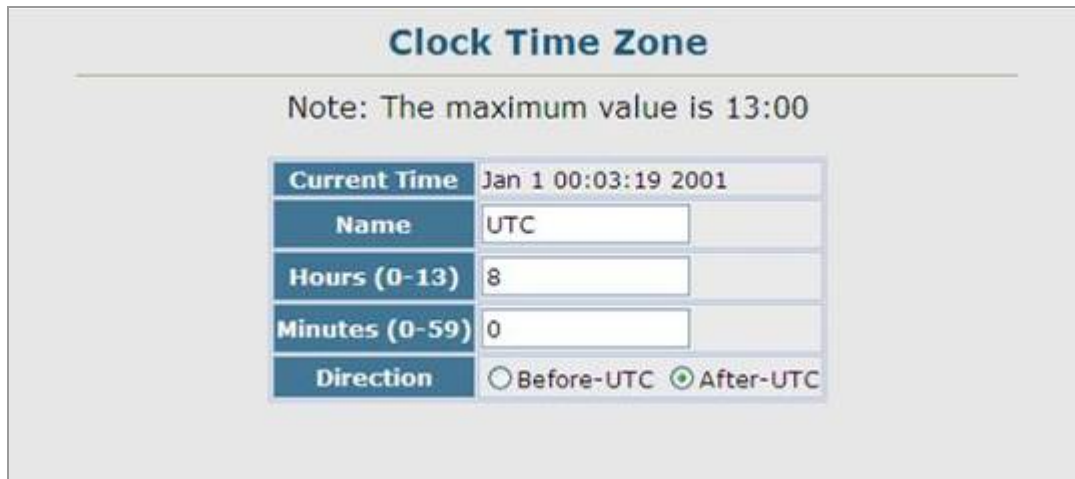 Clock Time Zone
Note: The maximum value is 13:00
Current Time Jan 1 00:03:19 2001
Name UTC
Hours (0-13) 8
Minutes (0-59) 0
Direction Before-UTC After-UTC